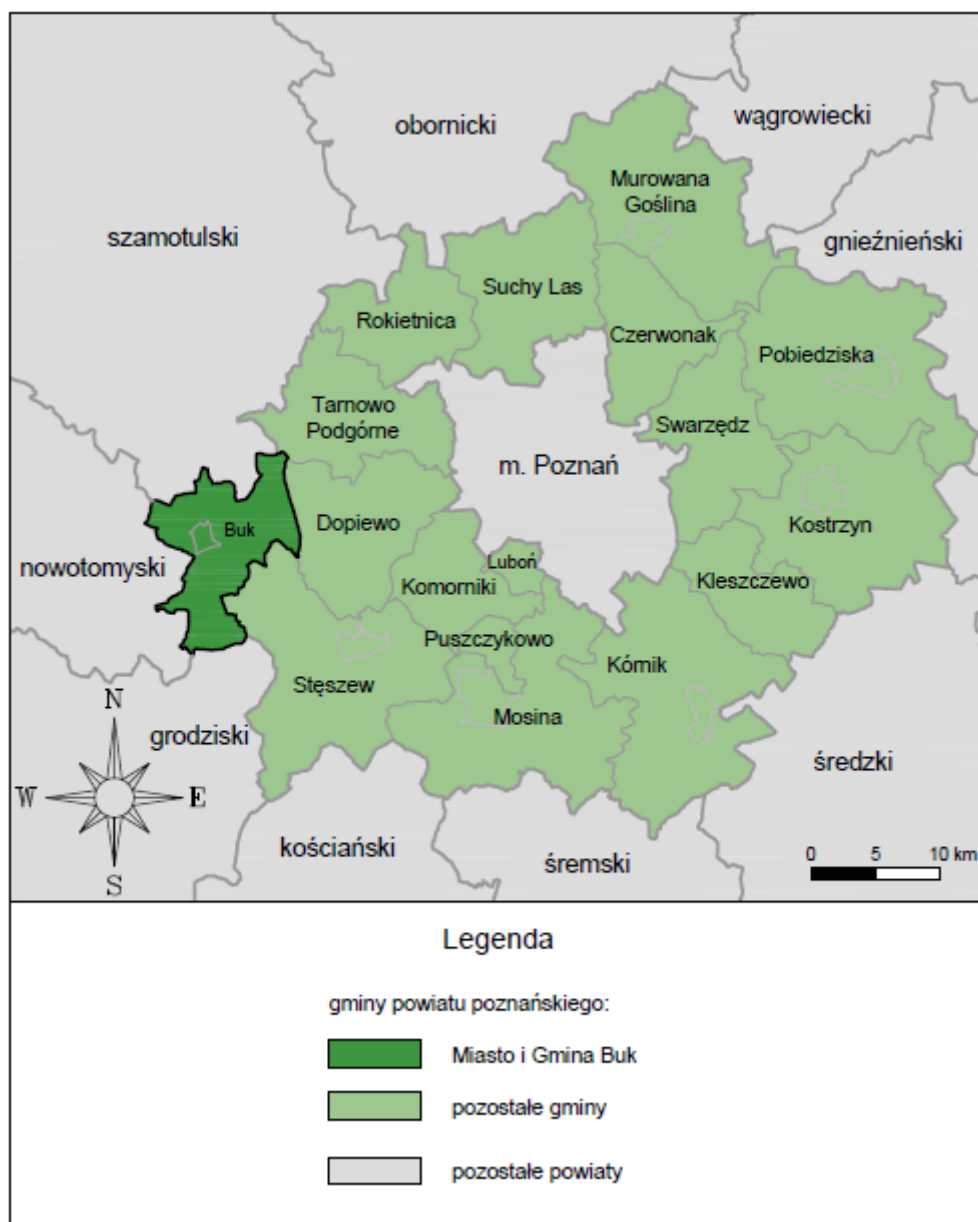 obornicki
wągrowiecki
Murowana
Goślina
szamotulski
gnieźnieński
Suchy Las
Rokietnica
Czerwonak
Pobiedziska
Tarnowo
Podgórne
Swarzędz
m. Poznań
Buk
Dopiewo
Kostrzyn
nowotomyski
Luboń
Komorniki
Kleszczewo
Puszczykowo
Kórnik
Stęszew
Mosina
N
grodziski
W
E
średzki
kościański
śremski
0 5 10 km
S
Legenda
gminy powiatu poznańskiego:
Miasto i Gmina Buk
pozostałe gminy
pozostałe powiaty